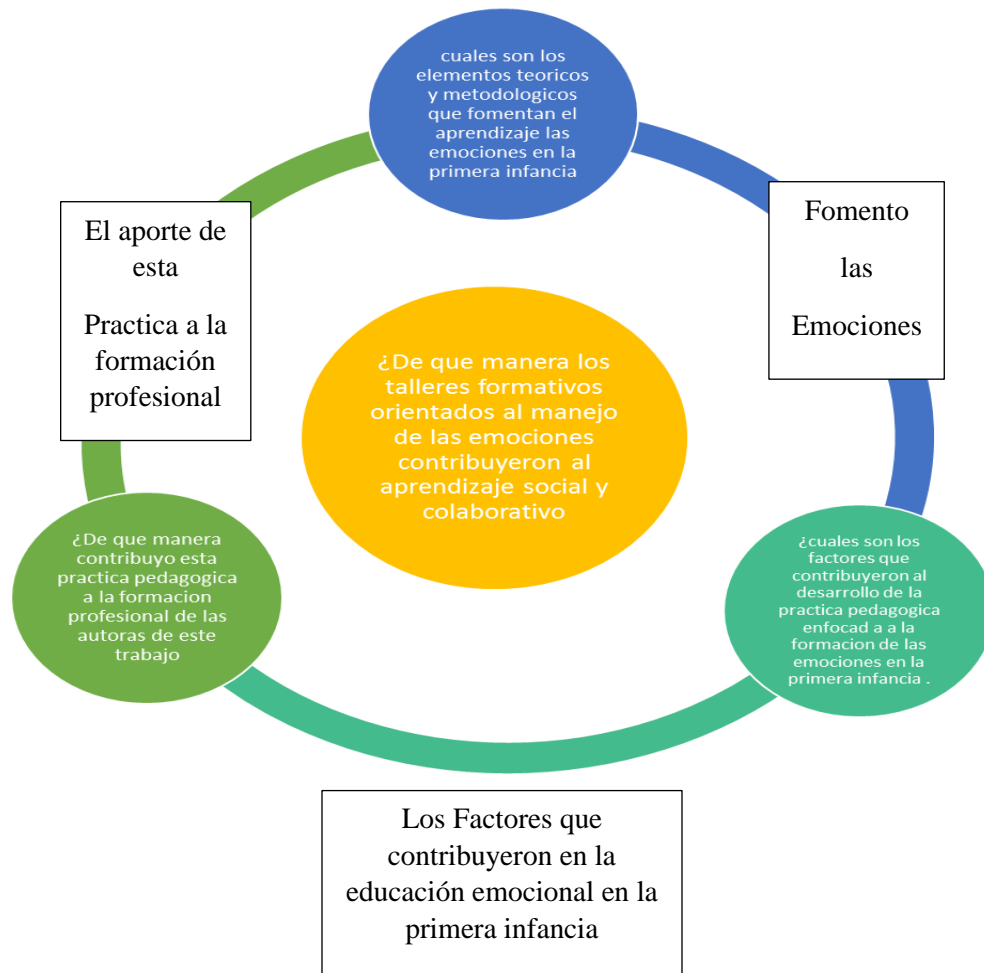 cuales son los
elementos teoricos
y metodologicos
que fomentan el
aprendizaje las
emociones en la
primera infancia
El aporte de
esta
Practica a la
formación
profesional
Fomento
las
Emociones
¿De que manera los
talleres formativos
orientados al manejo
de las emociones
contribuyeron al
aprendizaje social y
colaborativo
¿De que manera
contribuyo esta
practica pedagogica
a la formacion
profesional de las
autoras de este
trabajo
¿cuales son los
factores que
contribuyeron al
desarrollo de la
practica pedagogica
enfocad a a la
formacion de las
emociones en la
primera infancia .
Los Factores que
contribuyeron en la
educación emocional en la
primera infancia